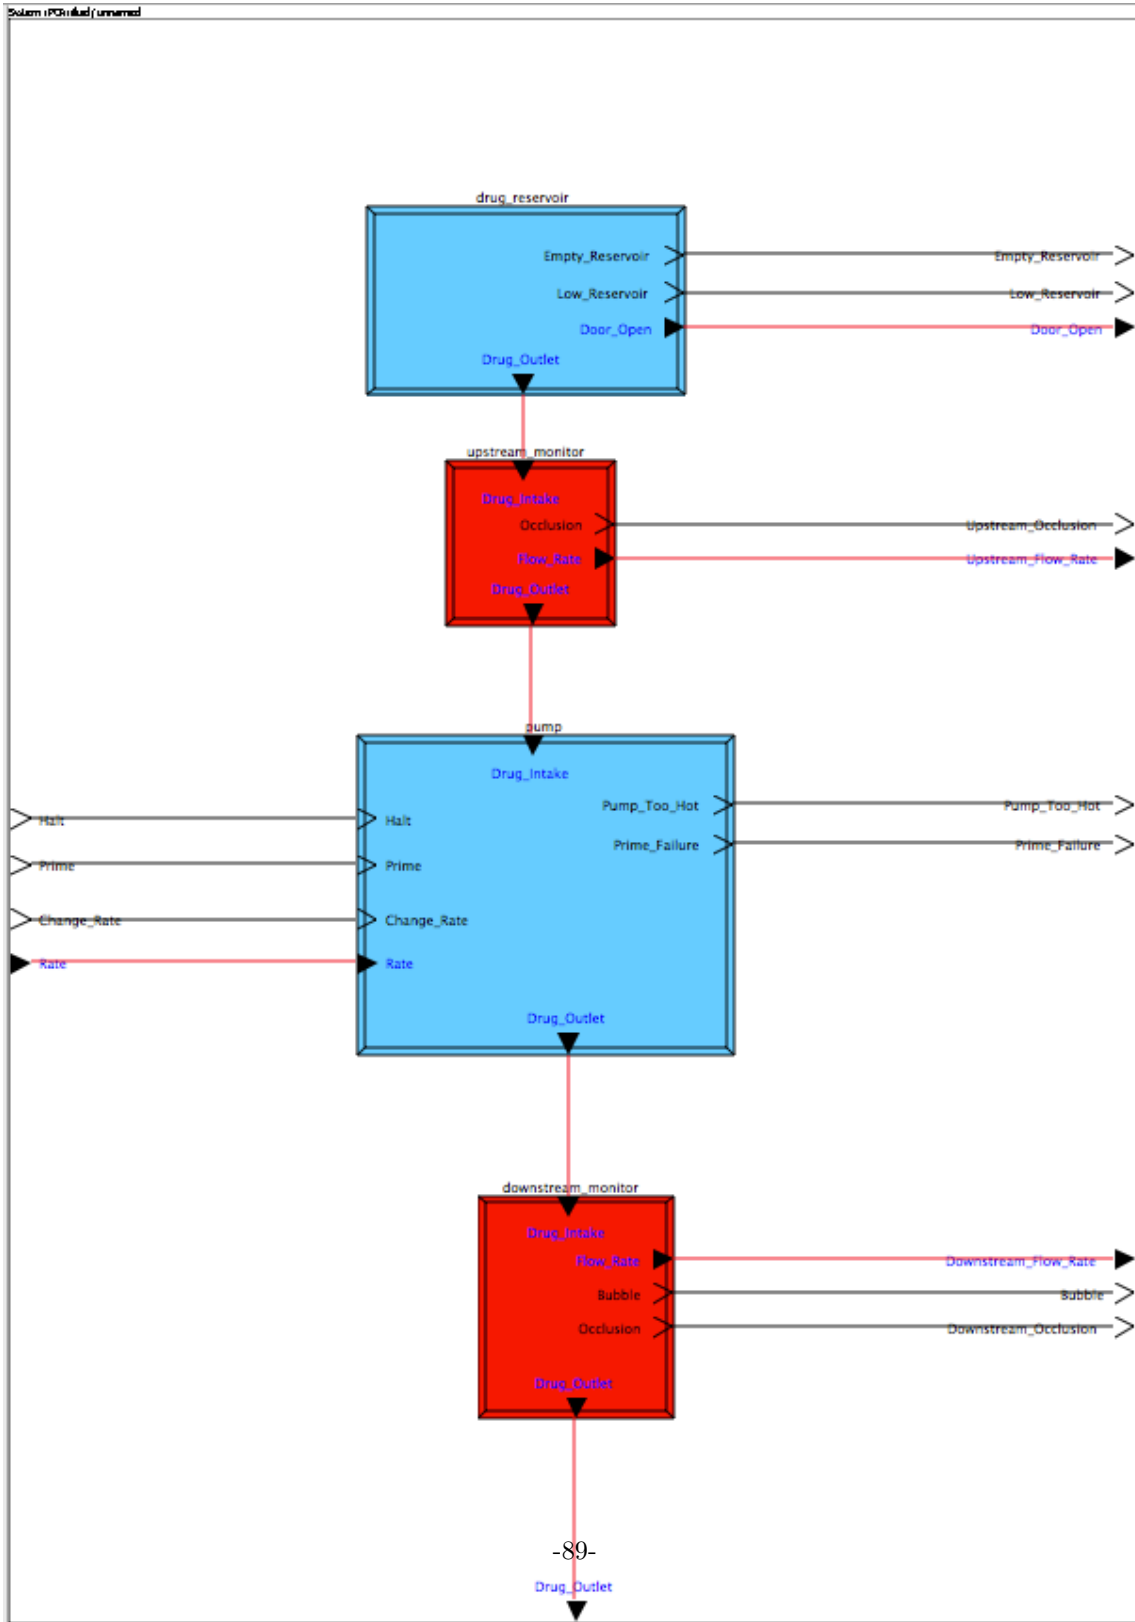 drug_reservoir
Empty_Reservoir Empty_Reservoir
Low_Reservoir Low_Reservoir
Door_Open Door_Open
Drug_Outlet
upstream_monitor
Drug_Intake
Occlusion Upstream_Occlusion
Flow_Rate Upstream_Flow_Rate
Drug_Outlet
pump
Drug_Intake
Pump_Too_Hot Pump_Too_Hot
Halt Halt
Prime_Failure Prime_Failure
Prime Prime
Change_Rate Change_Rate
Rate Rate
Drug_Outlet
downstream_monitor
Drug_Intake
Flow_Rate Downstream_Flow_Rate
Bubble Bubble
Occlusion Downstream_Occlusion
Drug_Outlet
-89-
Drug_Outlet